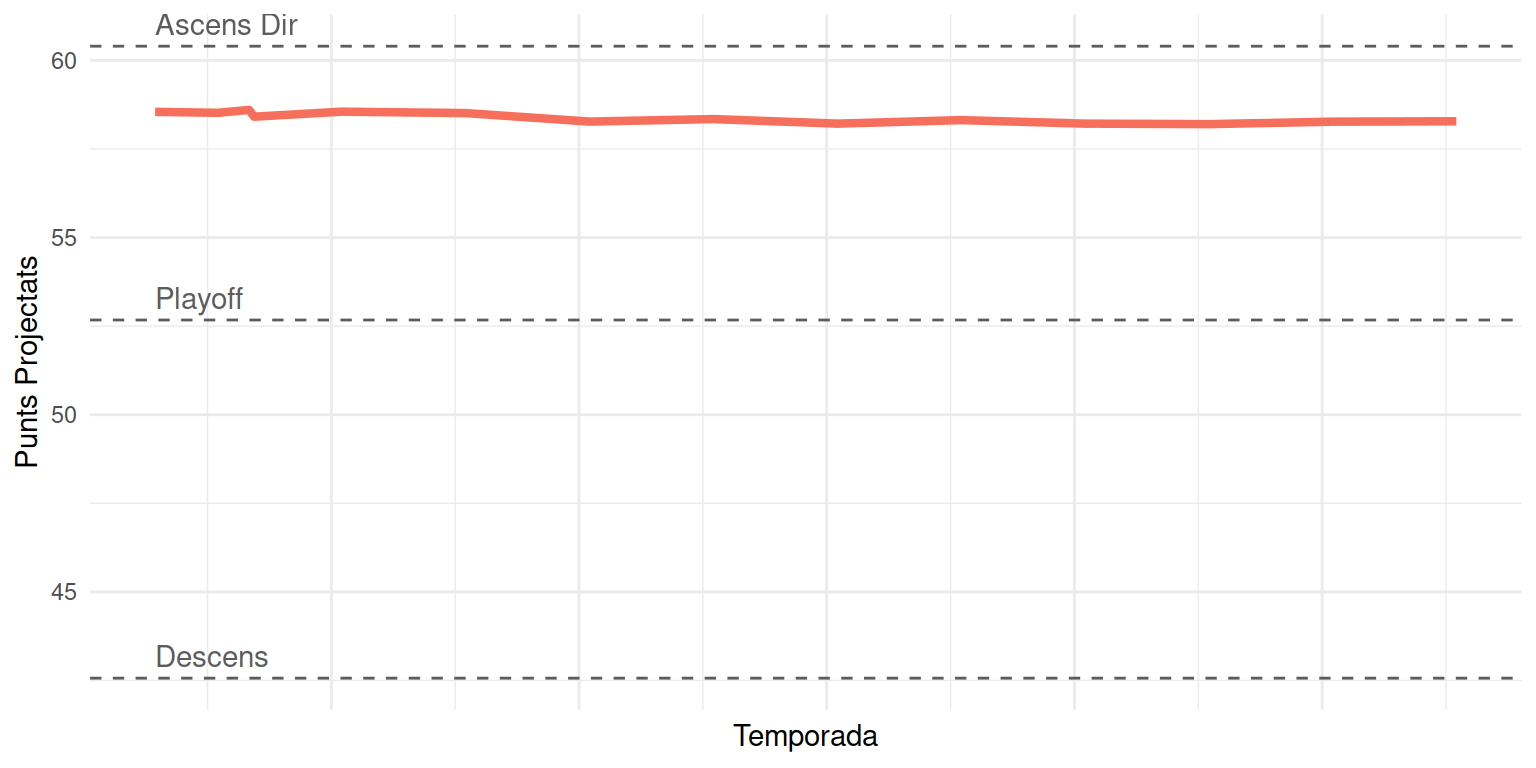 Ascens Dir
60
55
Playoff
50
45
Descens
Punts Projectats
Temporada